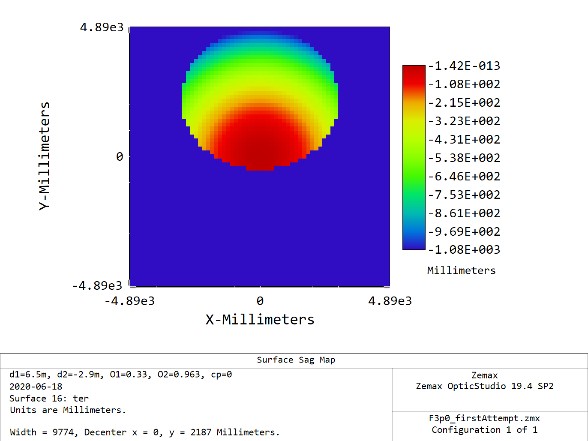 4.89e3
Y-Millimeters
0
-4.89e3
-4.89e3
0
4.89e3
X-Millimeters
-1.42E-013
-1.08E+002
-2.15E+002
-3.23E+002
-4.31E+002
-5.38E+002
-6.46E+002
-7.53E+002
-8.61E+002
-9.69E+002
-1.08E+003
Millimeters
Surface Sag Map
d1=6.5m, d2=-2.9m, O1=0.33, O2=0.963, cp=0
2020-06-18
Surface 16: ter
Units are Millimeters.
Width = 9774, Decenter x = 0, y = 2187 Millimeters.
Zemax
Zemax OpticStudio 19.4 SP2
F3p0_firstAttempt.zmx
Configuration 1 of 1